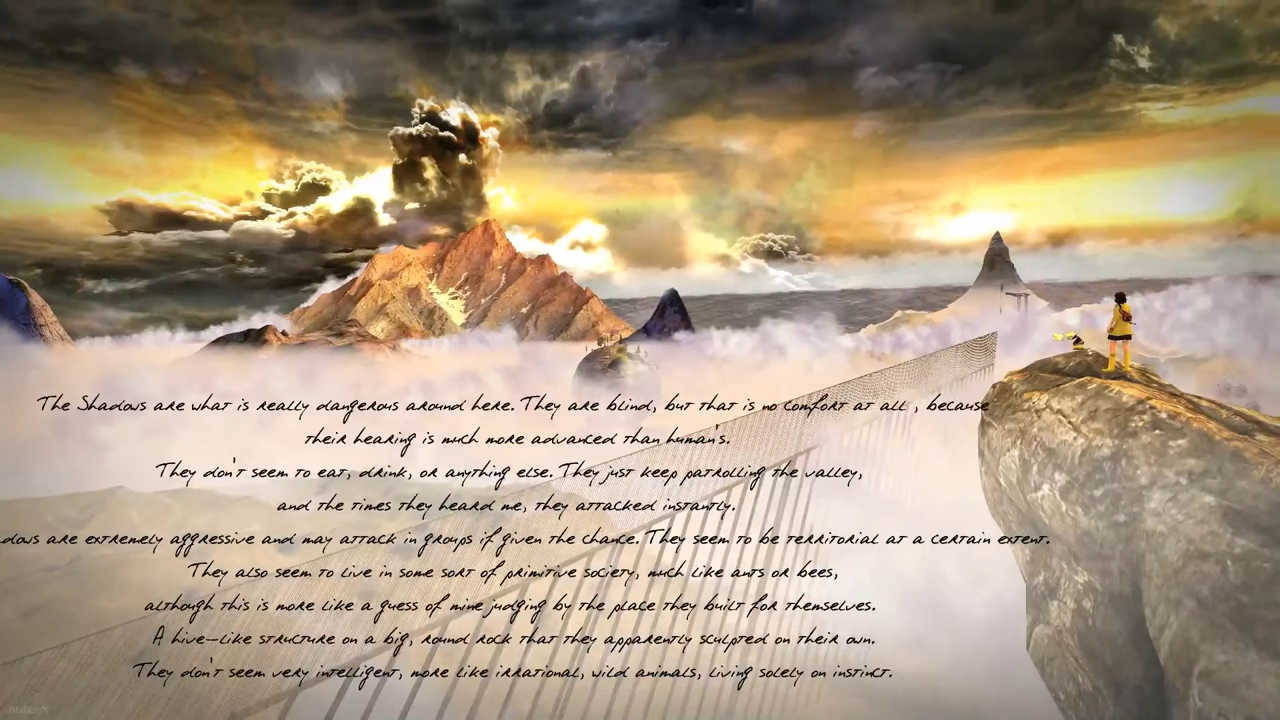 The Shadows are what is really dangerous around here. They are blind, but that is no comfort at all , because
their hearing is much more advanced than human's.
They don't seem to eat, drink, or anything else. They just keep patrolling the valley,
and the times they heard me, they attacked instantly.
dows are extremely aggressive and may attack in groups if given the chance. They seem to be territorial at a certain extent.
They also seem to live in some sort of primitive society, much like ants or bees,
although this is more like a guess of mine judging by the place they built for themselves.
A hive-like structure on a big, round rock that they apparently sculpted on their own.
They don't seem very intelligent, more like irrational, wild animals, living solely on instinct.